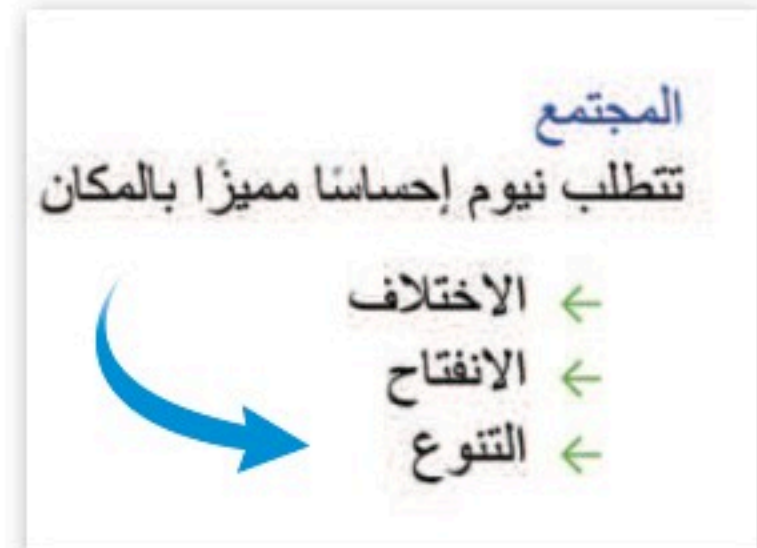 المجتمع
تتطلب نيوم إحساسًا مميزًا بالمكان
← الاختلاف
← الانفتاح
← التنوع